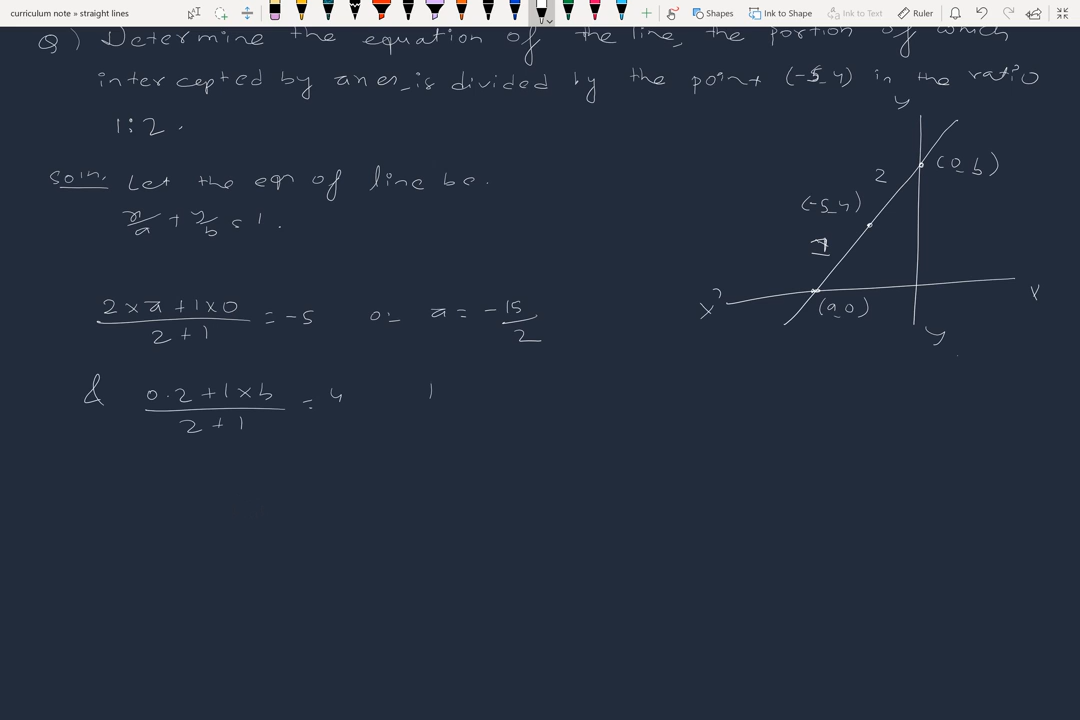 curriculum note » straight lines
Shapes Ink to Shape Ink to Text Ruler
Q) Determine the equation of the line, the portion of which
intercepted by axes, is divided by the point (-5, 4) in the ratio
1:2.
Soln. Let the eqn of line be.
x/a + y/b = 1.
(2 × a + 1 × 0)/(2 + 1) = -5 or a = -15/2
& (0.2 + 1 × b)/(2 + 1) = 4 1
y
(0, b)
2
(-5, 4)
1
X'
(a, 0)
X
y